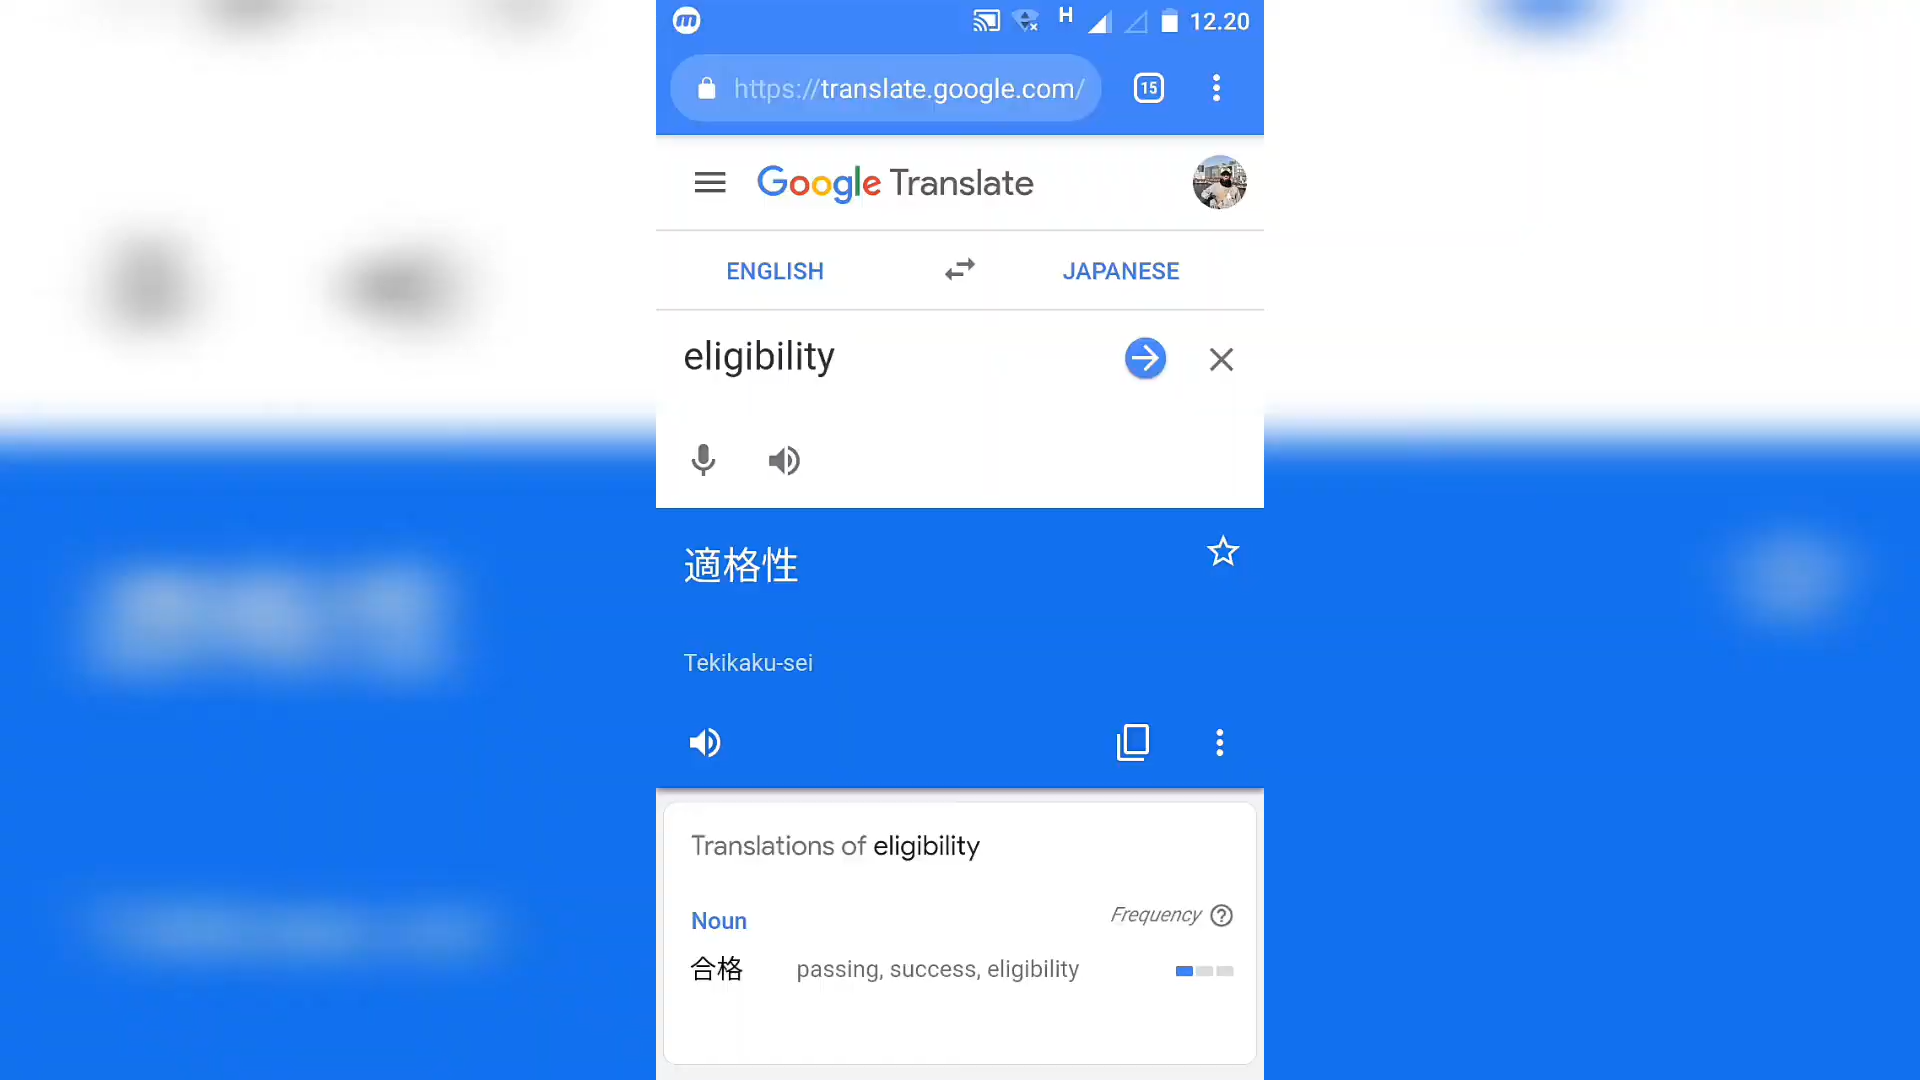 H 12.20
https://translate.google.com/ 15
Google Translate
ENGLISH JAPANESE
eligibility
適格性
Tekikaku-sei
Translations of eligibility
Noun Frequency
合格 passing, success, eligibility